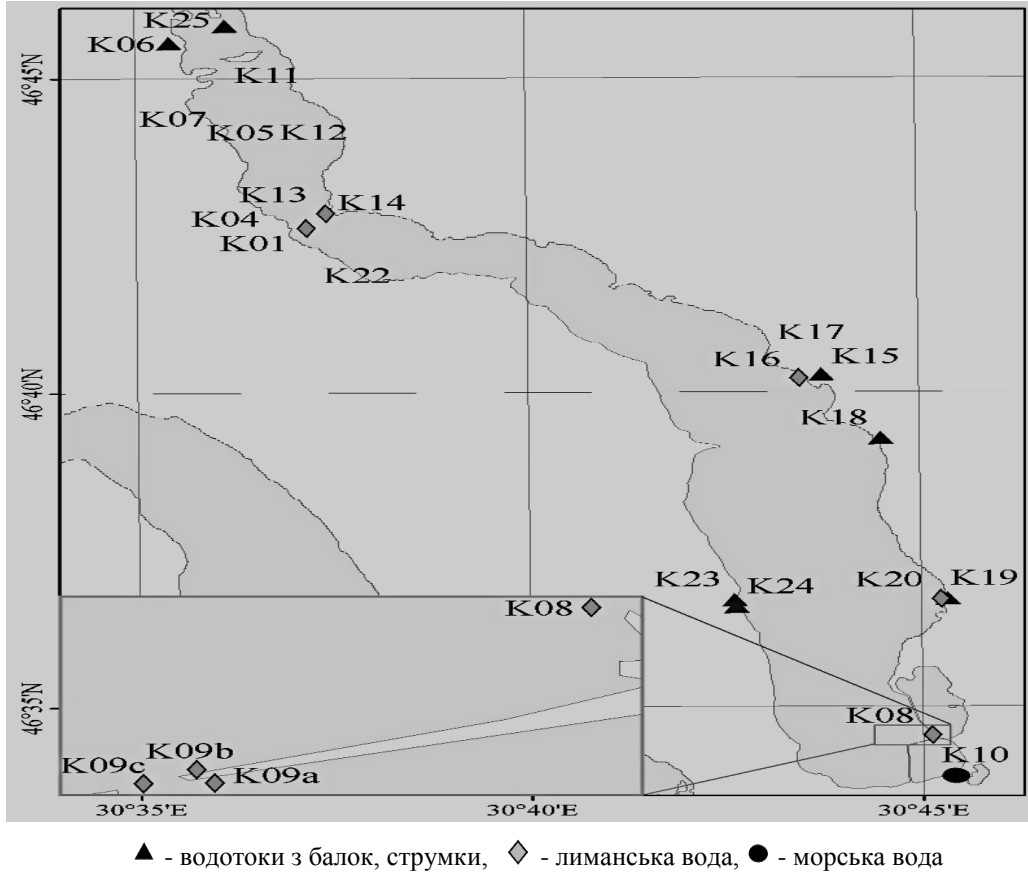 K25
K06
46°45'N
K11
K07
K05 K12
K13
K14
K04
K01
K22
K17
K16
K15
46°40'N
K18
K23
K24
K20
K19
K08
46°35'N
K08
K09b
K09c
K09a
K10
30°35'E 30°40'E 30°45'E
- водотоки з балок, струмки, - лиманська вода, - морська вода